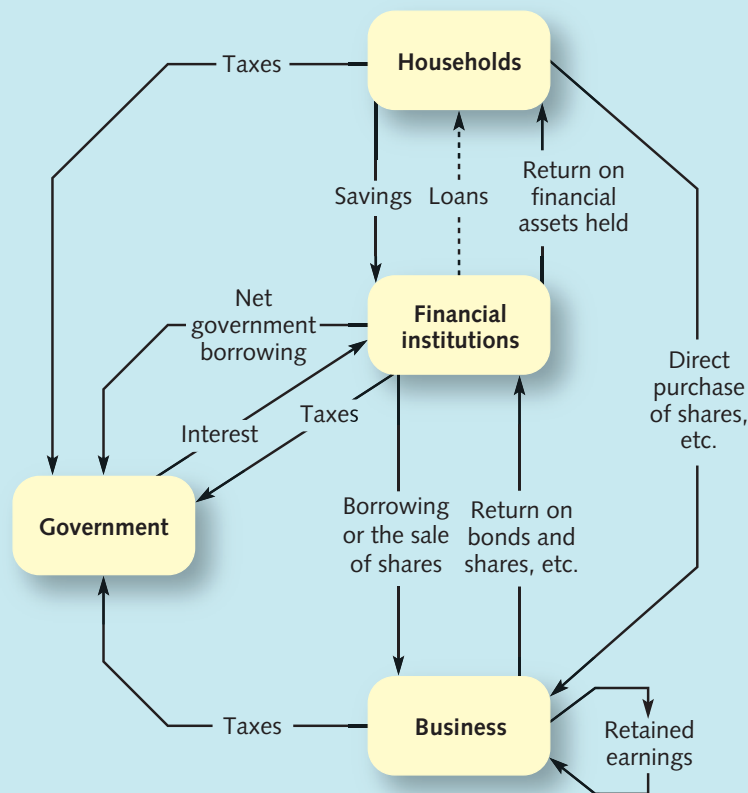 Households
Taxes
Savings
Loans
Return on
financial
assets held
Net
government
borrowing
Financial
institutions
Direct
purchase
of shares,
etc.
Interest
Taxes
Government
Borrowing
or the sale
of shares
Return on
bonds and
shares, etc.
Taxes
Business
Retained
earnings